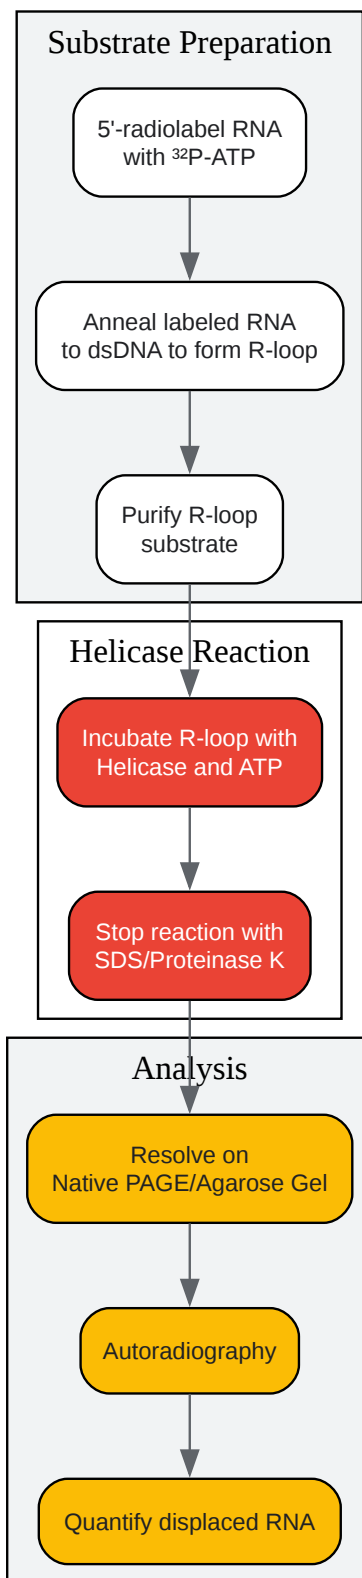 Substrate Preparation
5'-radiolabel RNA
with ³²P-ATP
Anneal labeled RNA
to dsDNA to form R-loop
Purify R-loop
substrate
Helicase Reaction
Incubate R-loop with
Helicase and ATP
Stop reaction with
SDS/Proteinase K
Analysis
Resolve on
Native PAGE/Agarose Gel
Autoradiography
Quantify displaced RNA